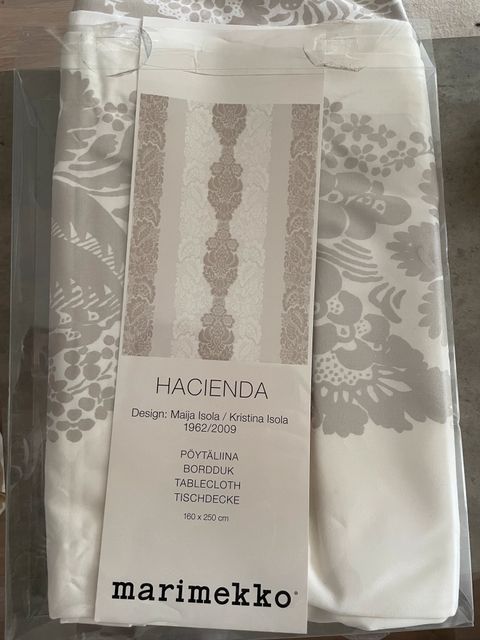 HACIENDA
Design: Maija Isola / Kristina Isola
1962/2009
PÖYTÄLIINA
BORDDUK
TABLECLOTH
TISCHDECKE
160 x 250 cm
marimekko®